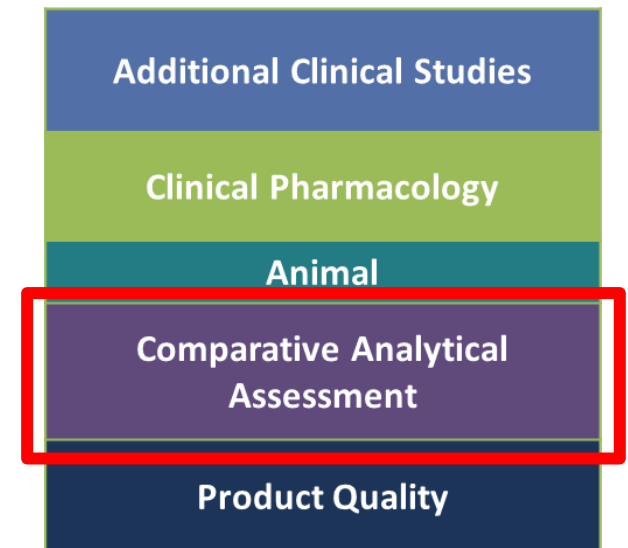 Additional Clinical Studies
Clinical Pharmacology
Animal
Comparative Analytical
Assessment
Product Quality